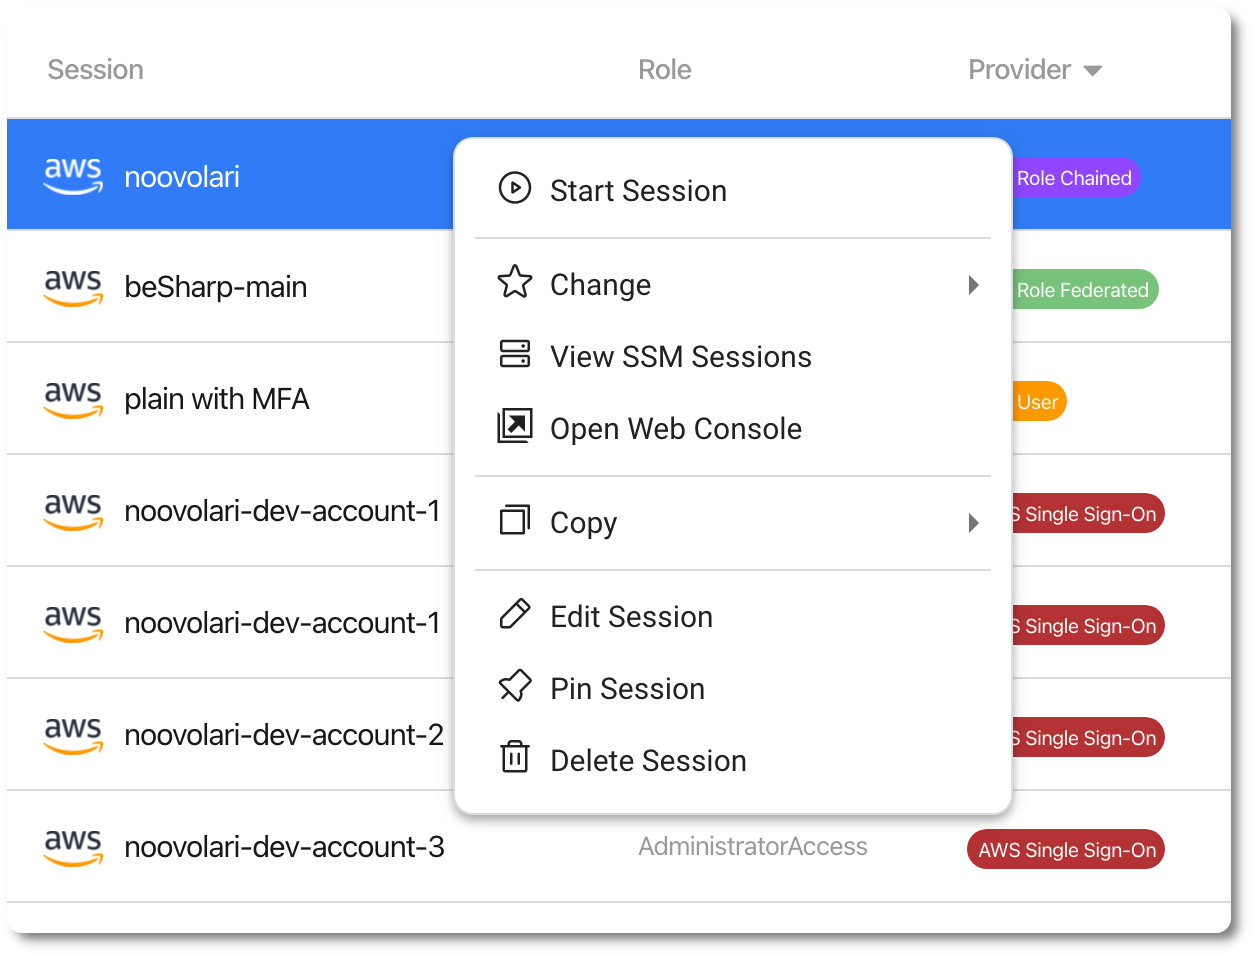 Session Role Provider
aws noovolari Role Chained
Start Session
aws beSharp-main Role Federated
Change
View SSM Sessions
aws plain with MFA User
Open Web Console
aws noovolari-dev-account-1 Single Sign-On
Copy
aws noovolari-dev-account-1 Single Sign-On
Edit Session
Pin Session
aws noovolari-dev-account-2 Single Sign-On
Delete Session
aws noovolari-dev-account-3 AdministratorAccess AWS Single Sign-On